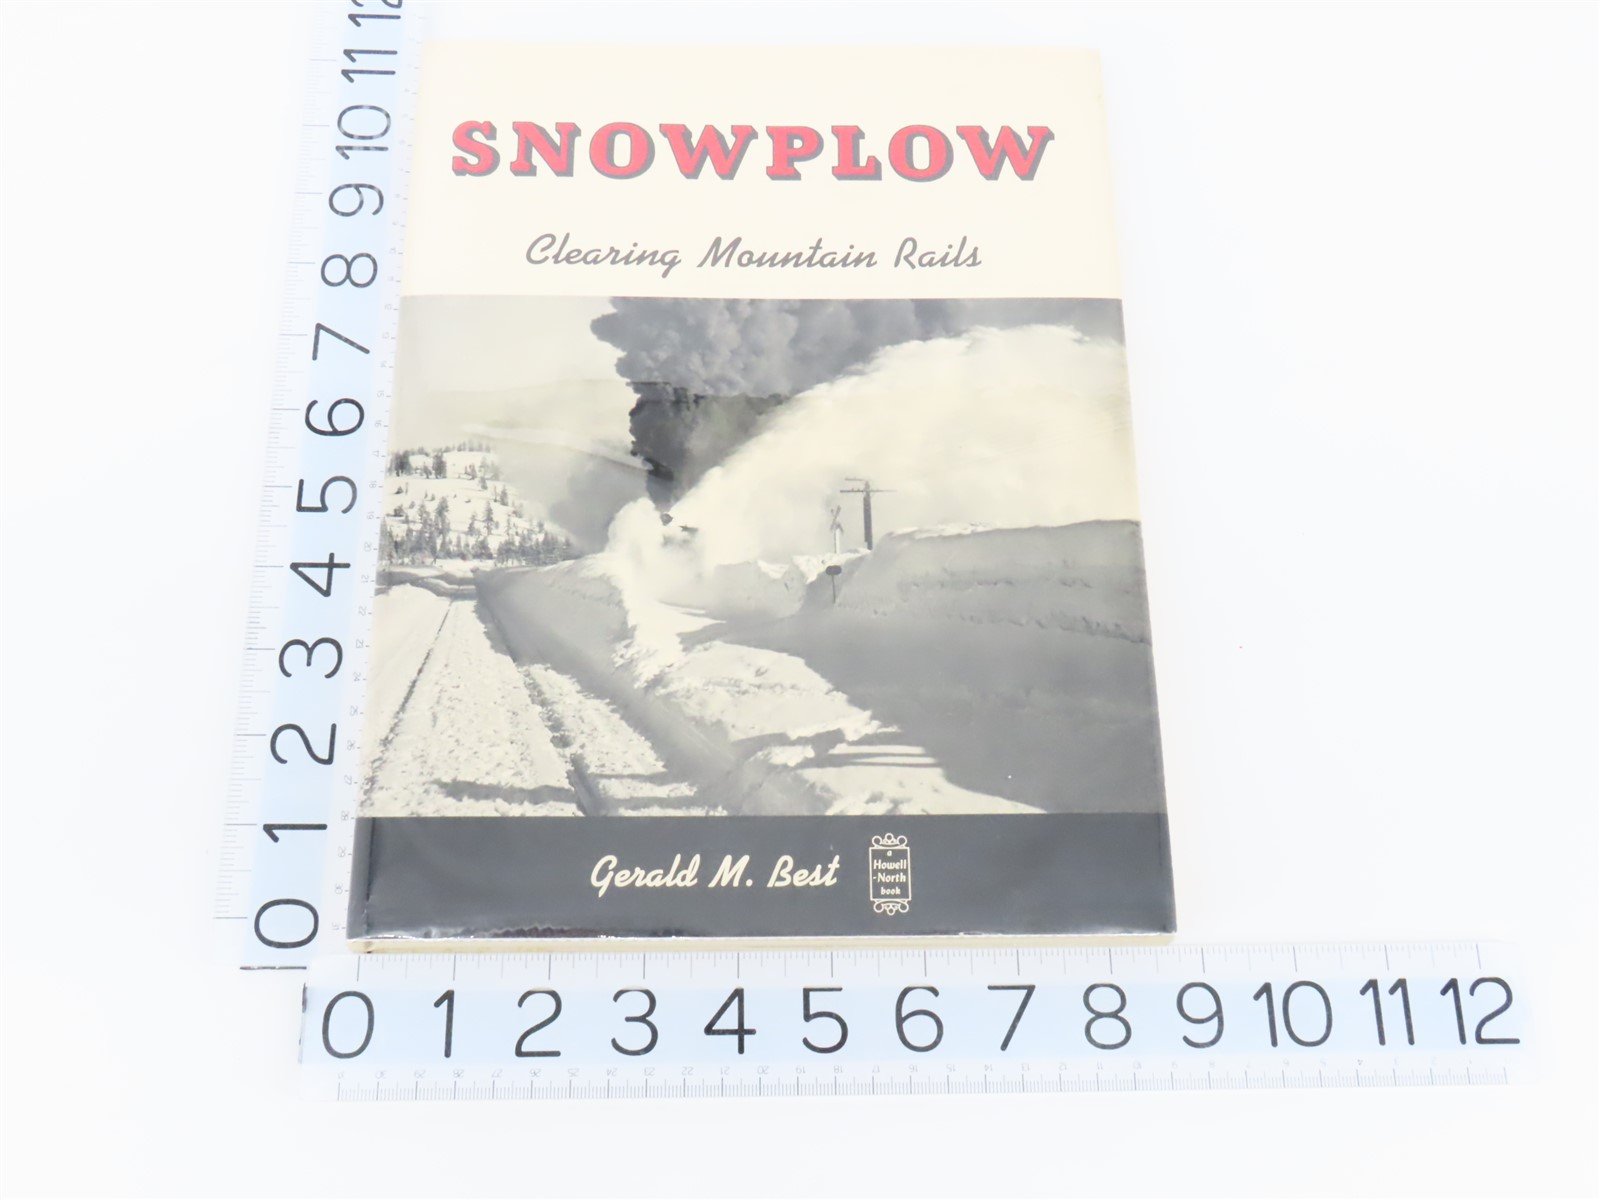 SNOWPLOW
Clearing Mountain Rails
Gerald M. Best
a
Howell
-North
book
12
11
10
9
8
7
6
5
4
3
2
1
0
0 1 2 3 4 5 6 7 8 9 10 11 12